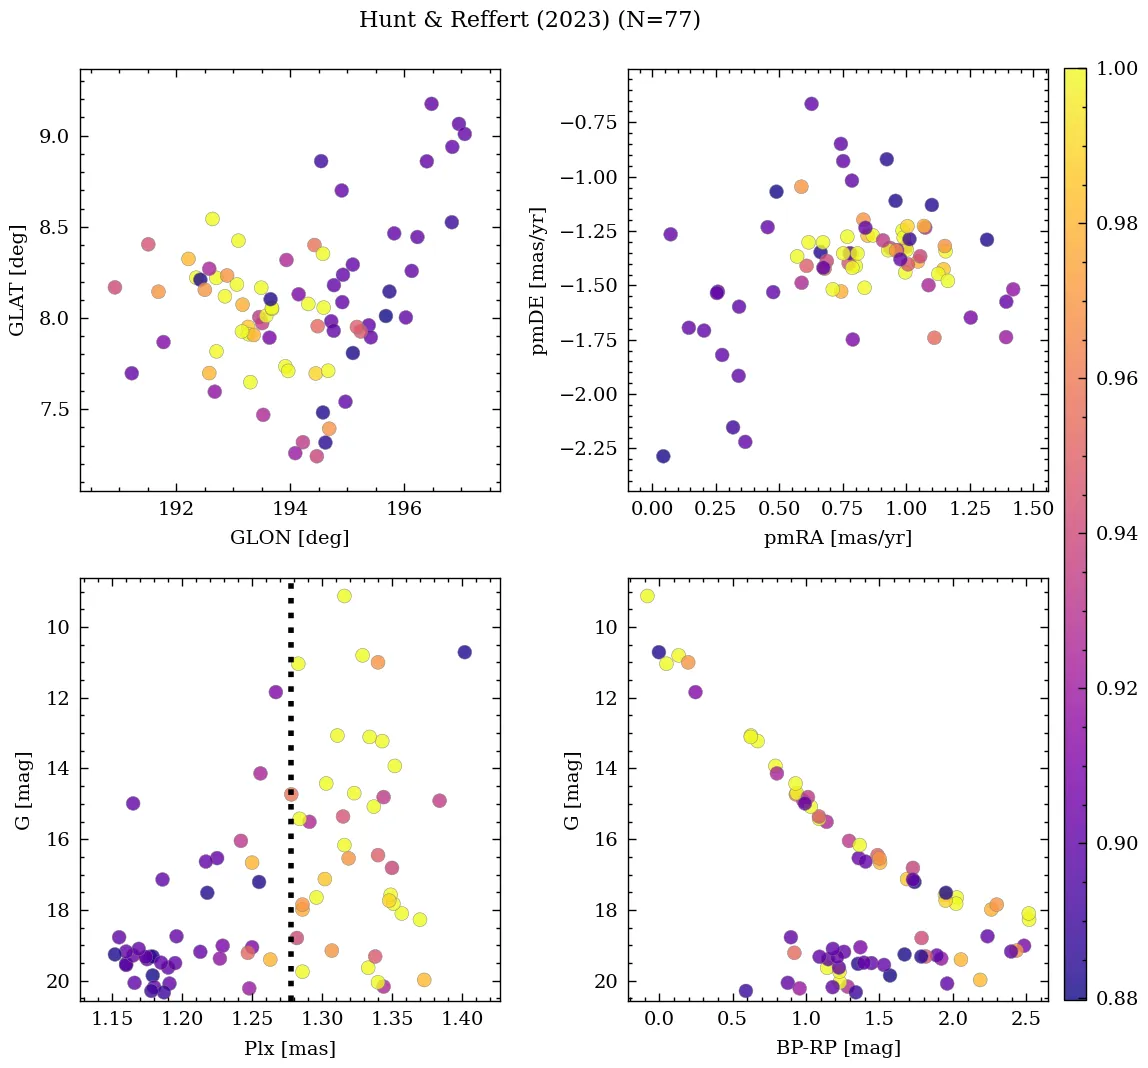 Hunt & Reffert (2023) (N=77)
9.0
8.5
8.0
7.5
GLAT [deg]
192 194 196
GLON [deg]
−0.75
−1.00
−1.25
−1.50
−1.75
−2.00
−2.25
pmDE [mas/yr]
0.00 0.25 0.50 0.75 1.00 1.25 1.50
pmRA [mas/yr]
10
12
14
16
18
20
G [mag]
1.15 1.20 1.25 1.30 1.35 1.40
Plx [mas]
10
12
14
16
18
20
G [mag]
0.0 0.5 1.0 1.5 2.0 2.5
BP-RP [mag]
1.00
0.98
0.96
0.94
0.92
0.90
0.88